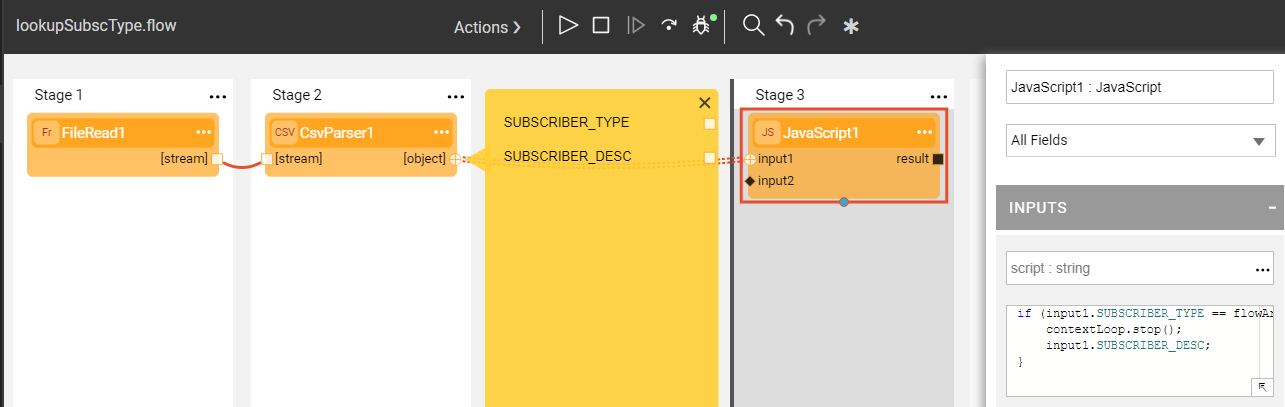 lookupSubscType.flow
Actions
Stage 1
Stage 2
Stage 3
Fr FileRead1
[stream]
CSV CsvParser1
[stream] [object]
SUBSCRIBER_TYPE
SUBSCRIBER_DESC
JS JavaScript1
input1 result
input2
JavaScript1 : JavaScript
All Fields
INPUTS
script : string
if (input1.SUBSCRIBER_TYPE == flowAr
contextLoop.stop();
input1.SUBSCRIBER_DESC;
}